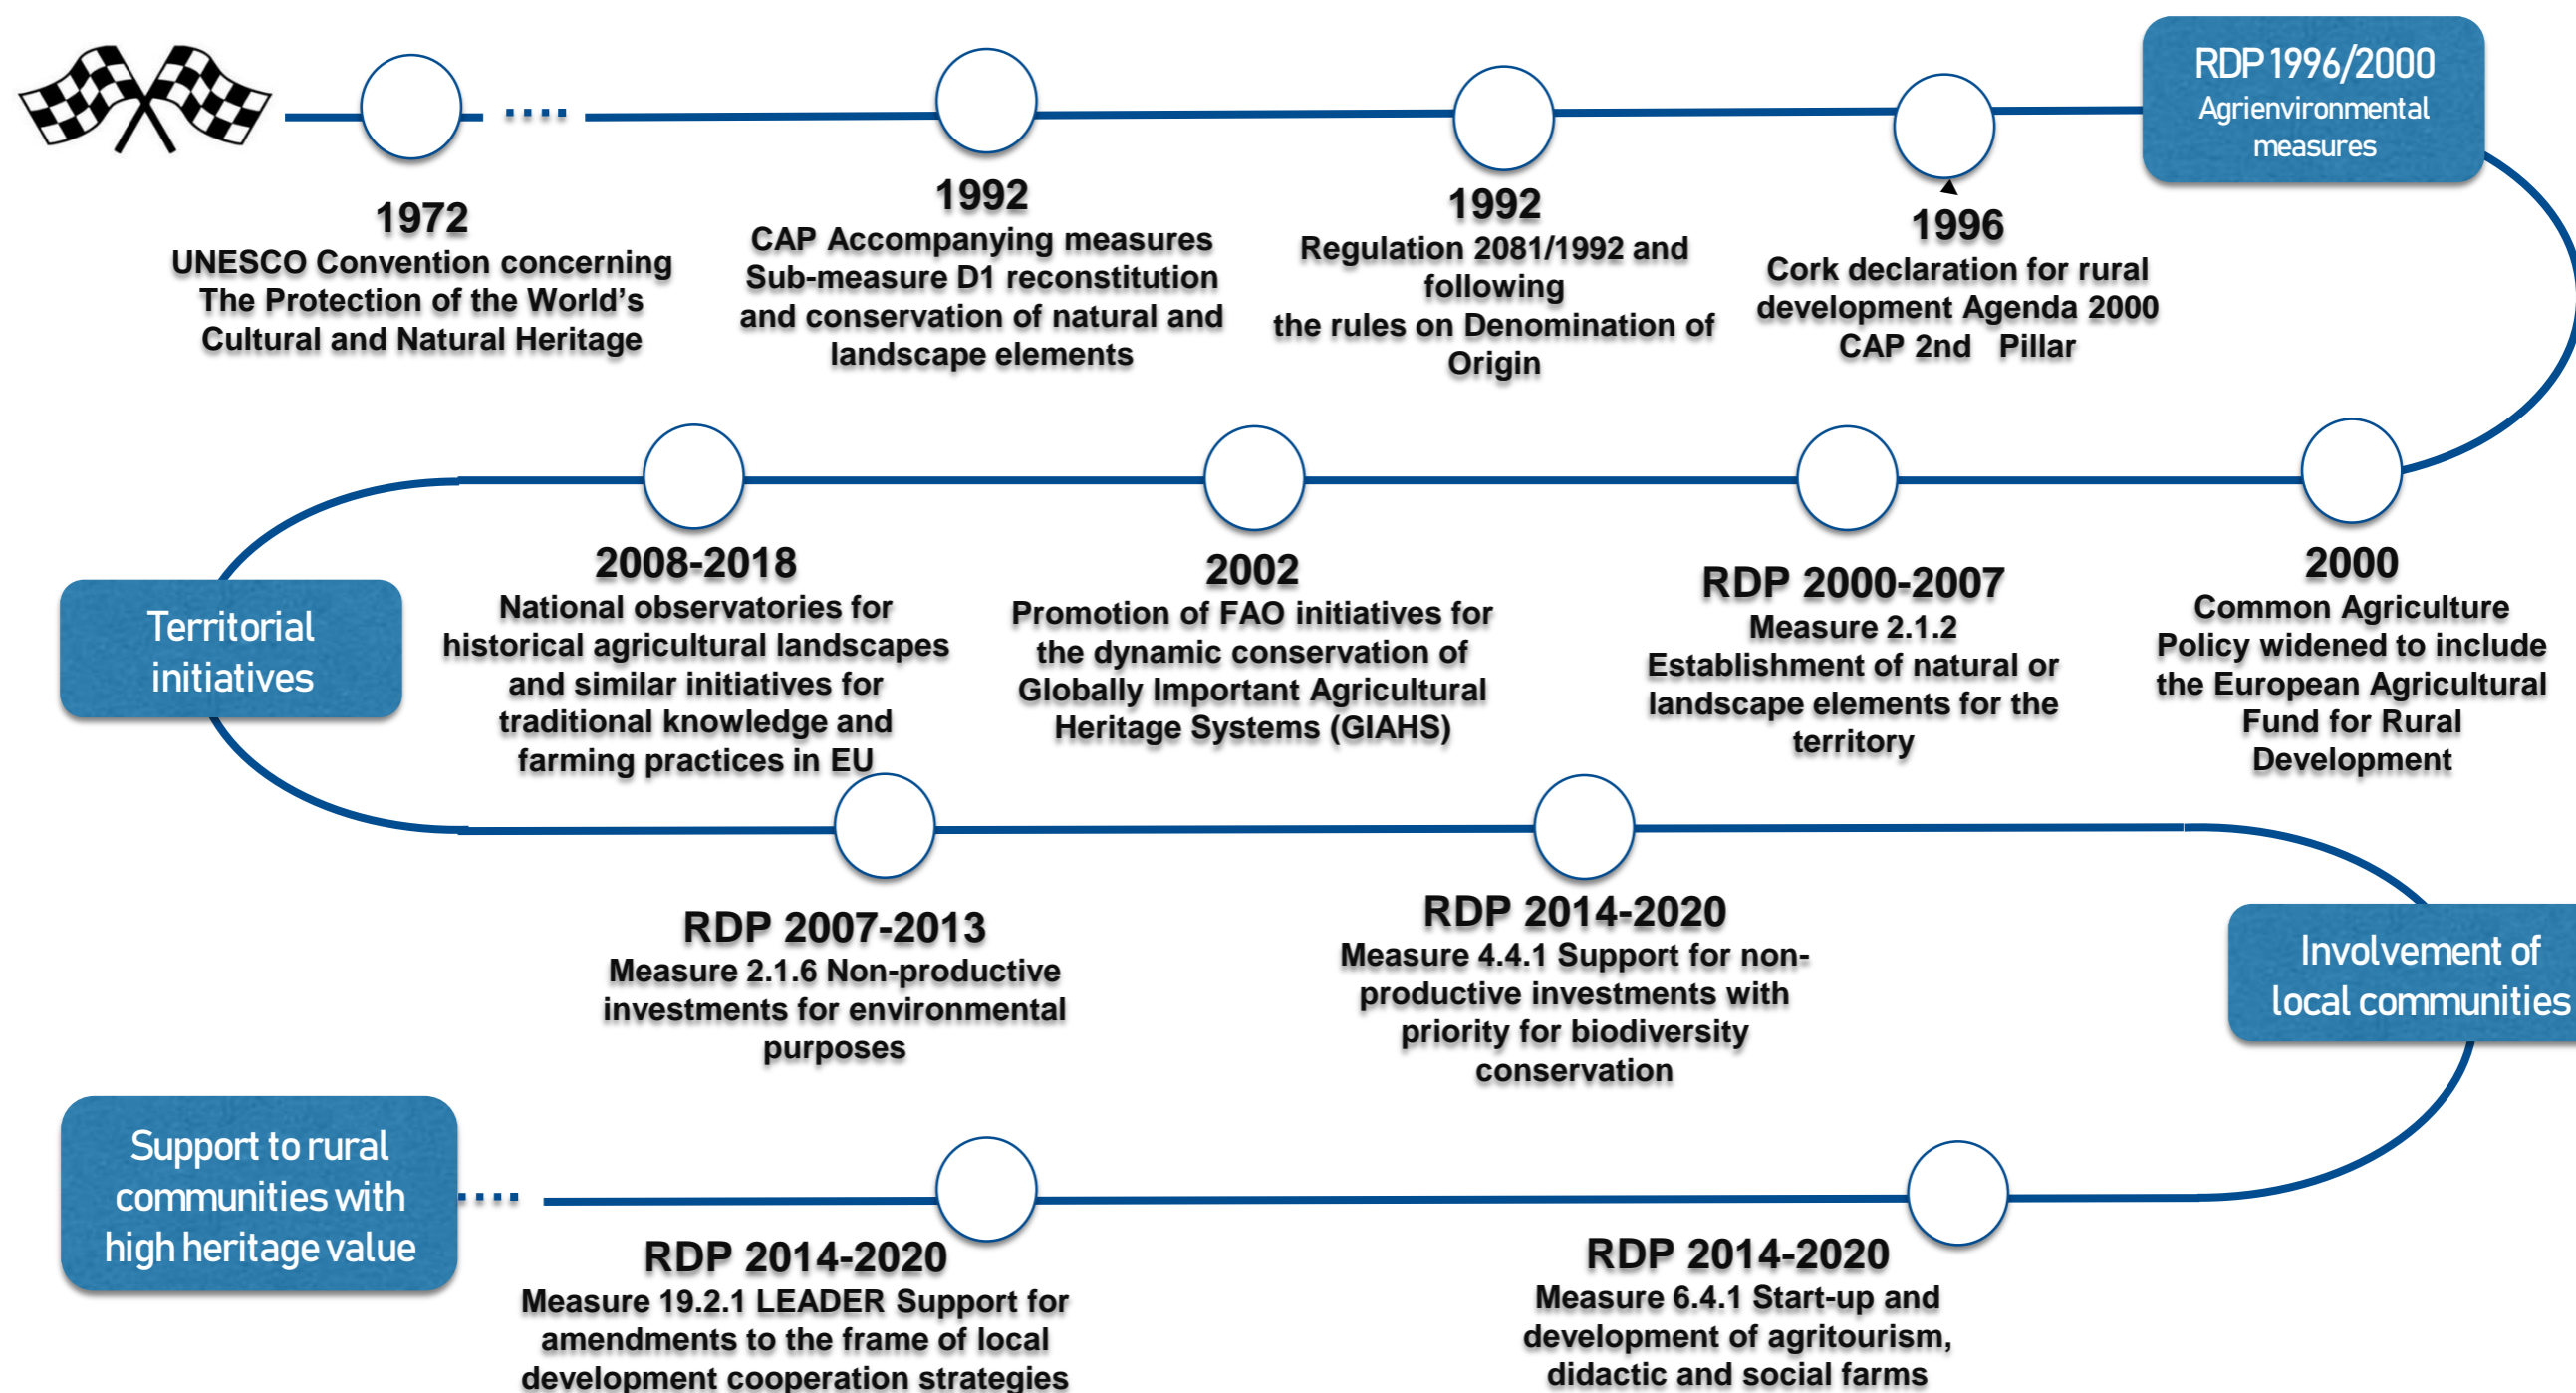 RDP 1996/2000
Agrienvironmental
measures
1972
UNESCO Convention concerning
The Protection of the World’s
Cultural and Natural Heritage
1992
CAP Accompanying measures
Sub-measure D1 reconstitution
and conservation of natural and
landscape elements
1992
Regulation 2081/1992 and
following
the rules on Denomination of
Origin
1996
Cork declaration for rural
development Agenda 2000
CAP 2nd Pillar
2008-2018
National observatories for
historical agricultural landscapes
and similar initiatives for
traditional knowledge and
farming practices in EU
2002
Promotion of FAO initiatives for
the dynamic conservation of
Globally Important Agricultural
Heritage Systems (GIAHS)
RDP 2000-2007
Measure 2.1.2
Establishment of natural or
landscape elements for the
territory
2000
Common Agriculture
Policy widened to include
the European Agricultural
Fund for Rural
Development
Territorial
initiatives
RDP 2007-2013
Measure 2.1.6 Non-productive
investments for environmental
purposes
RDP 2014-2020
Measure 4.4.1 Support for non-
productive investments with
priority for biodiversity
conservation
Involvement of
local communities
Support to rural
communities with
high heritage value
RDP 2014-2020
Measure 19.2.1 LEADER Support for
amendments to the frame of local
development cooperation strategies
RDP 2014-2020
Measure 6.4.1 Start-up and
development of agritourism,
didactic and social farms